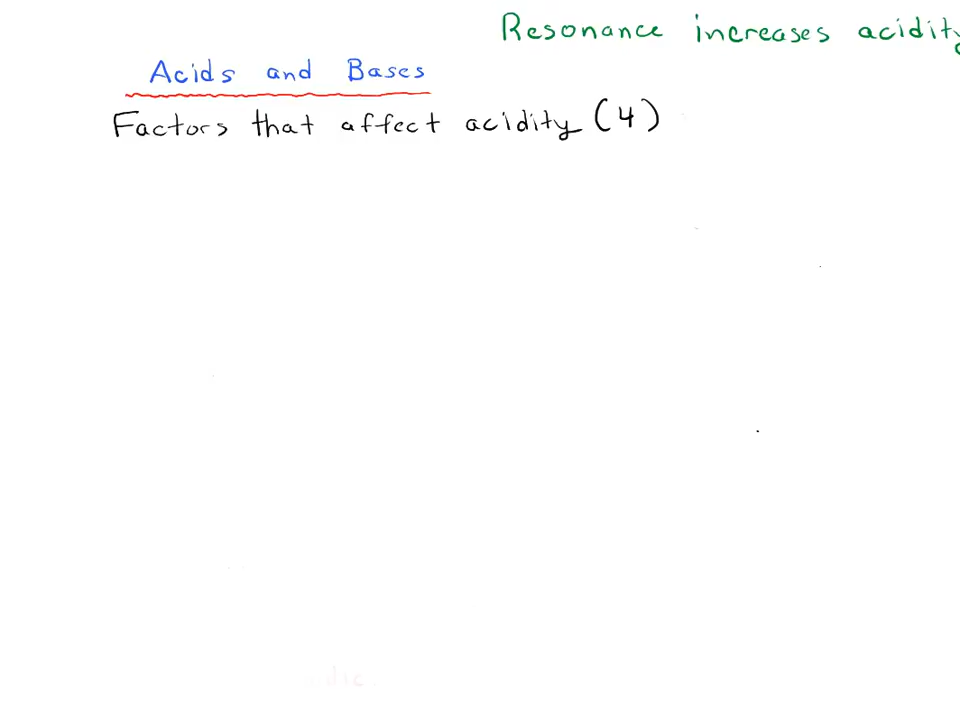 Resonance increases acidity
Acids and Bases
Factors that affect acidity (4)